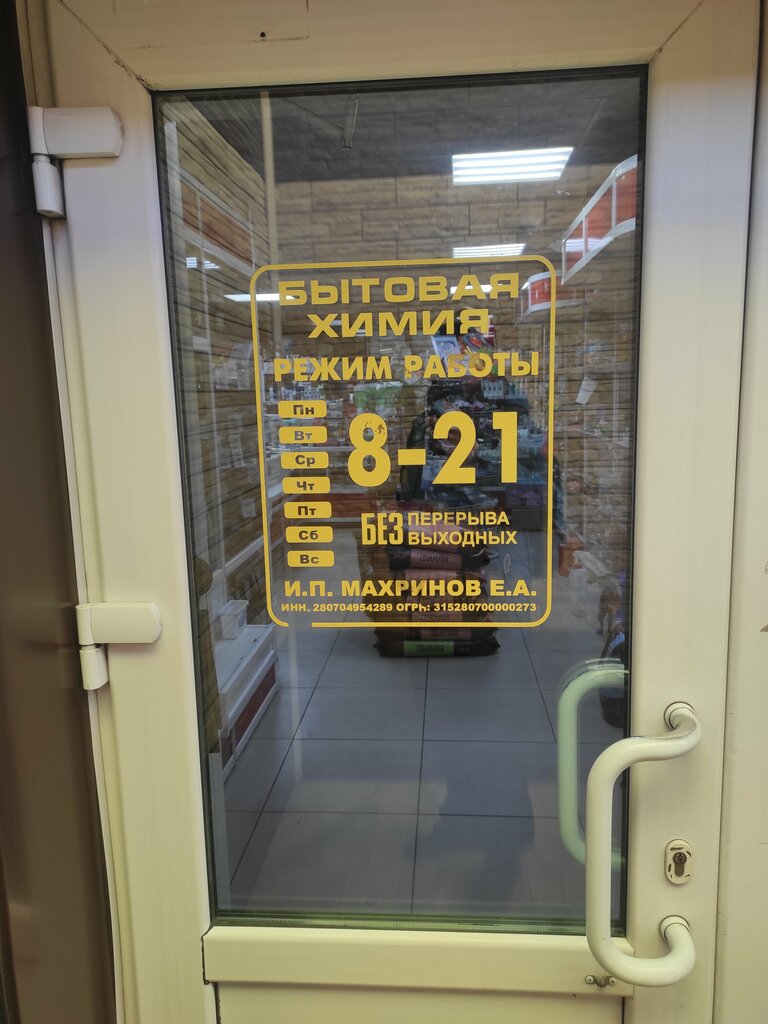 БЫТОВАЯ
ХИМИЯ
РЕЖИМ РАБОТЫ
Пн
Вт
Ср
Чт
Пт
Сб
Вс
8-21
БЕЗ ПЕРЕРЫВА
ВЫХОДНЫХ
И.П. МАХРИНОВ Е.А.
ИНН. 280704954289 ОГРН: 315280700000273